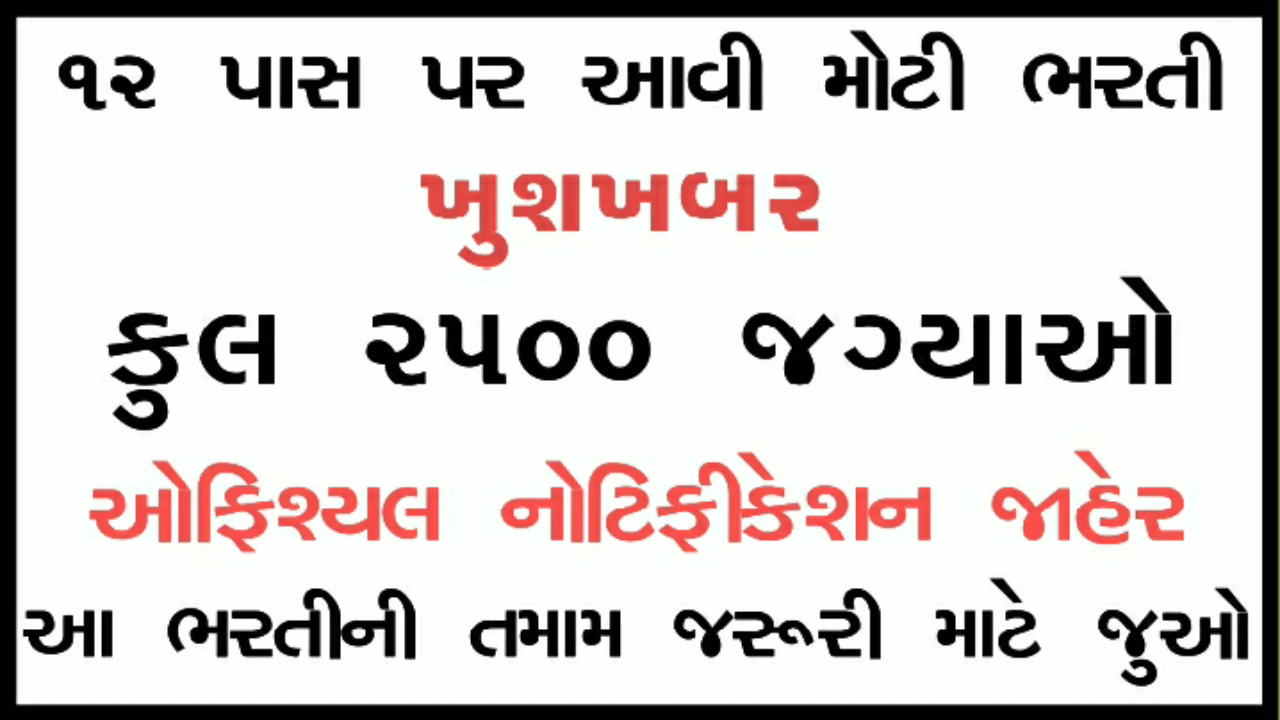 ૧૨ પાસ પર આવી મોટી ભરતી
ખુશખબર
કુલ ૨૫૦૦ જગ્યાઓ
ઓફિશ્યલ નોટિફીકેશન જાહેર
આ ભરતીની તમામ જરૂરી માટે જુઓ